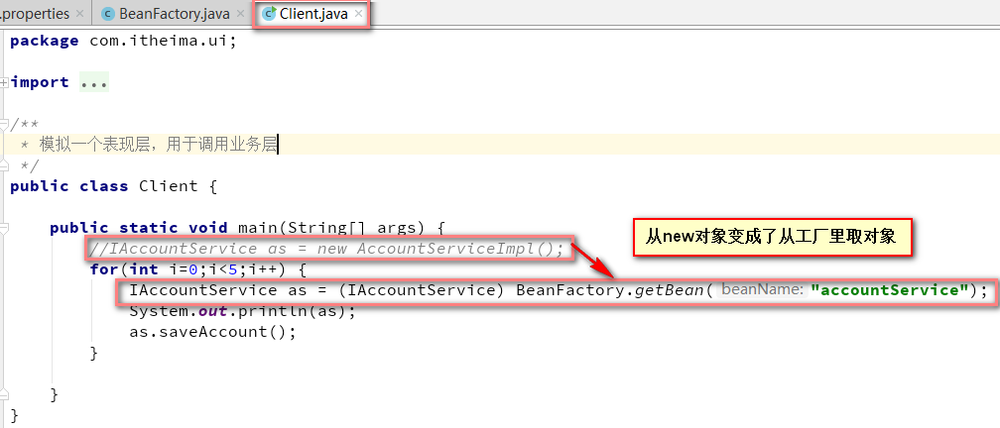 .properties × BeanFactory.java × Client.java ×
package com.itheima.ui;
import ...
/**
* 模拟一个表现层，用于调用业务层
*/
public class Client {
public static void main(String[] args) {
//IAccountService as = new AccountServiceImpl();
从new对象变成了从工厂里取对象
for(int i=0;i<5;i++) {
IAccountService as = (IAccountService) BeanFactory.getBean( beanName: "accountService");
System.out.println(as);
as.saveAccount();
}
}
}